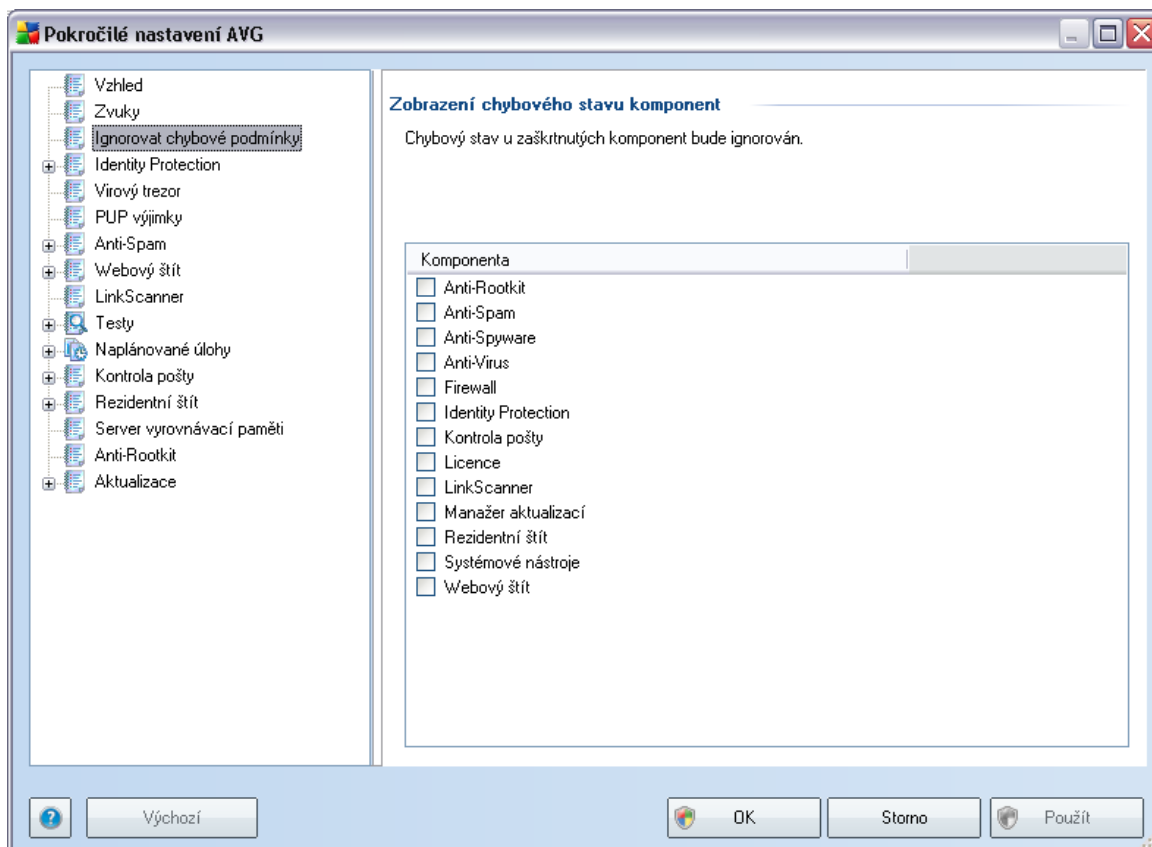 Pokročilé nastavení AVG
Vzhled
Zvuky
Ignorovat chybové podmínky
Identity Protection
Virový trezor
PUP výjimky
Anti-Spam
Webový štít
LinkScanner
Testy
Naplánované úlohy
Kontrola pošty
Rezidentní štít
Server vyrovnávací paměti
Anti-Rootkit
Aktualizace
Zobrazení chybového stavu komponent
Chybový stav u zaškrtnutých komponent bude ignorován.
Komponenta
Anti-Rootkit
Anti-Spam
Anti-Spyware
Anti-Virus
Firewall
Identity Protection
Kontrola pošty
Licence
LinkScanner
Manažer aktualizací
Rezidentní štít
Systémové nástroje
Webový štít
Výchozí
OK
Storno
Použít